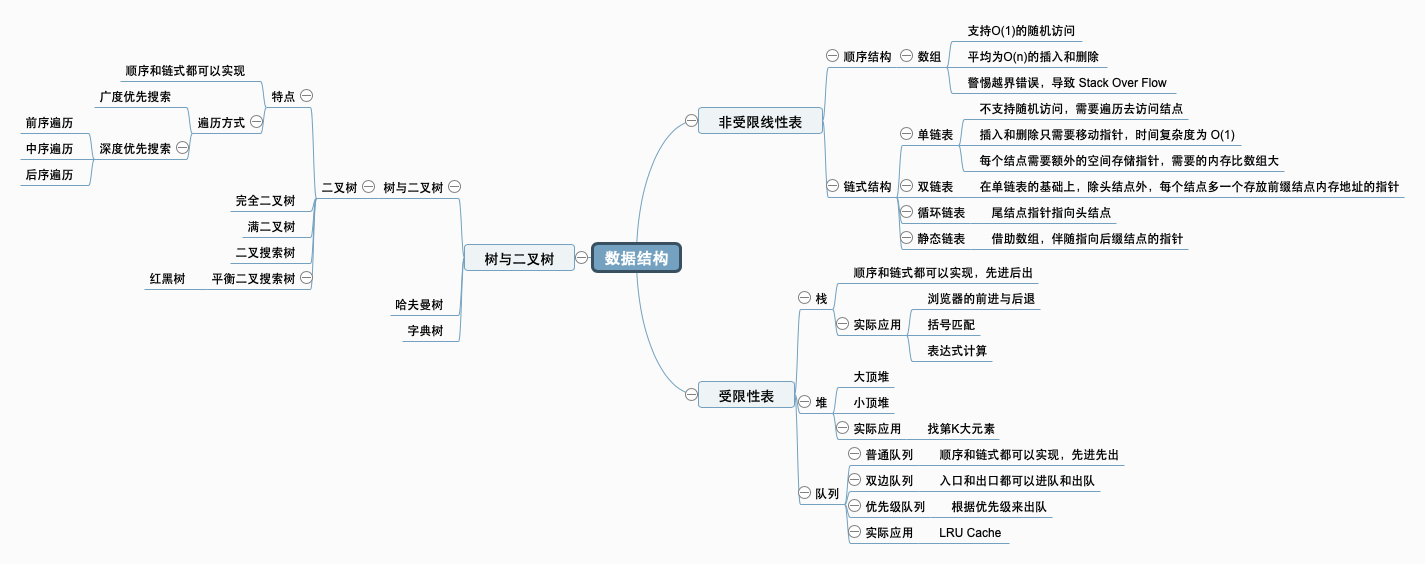 数据结构
非受限线性表
顺序结构
数组
支持O(1)的随机访问
平均为O(n)的插入和删除
警惕越界错误，导致 Stack Over Flow
链式结构
单链表
不支持随机访问，需要遍历去访问结点
插入和删除只需要移动指针，时间复杂度为 O(1)
每个结点需要额外的空间存储指针，需要的内存比数组大
双链表
在单链表的基础上，除头结点外，每个结点多一个存放前缀结点内存地址的指针
循环链表
尾结点指针指向头结点
静态链表
借助数组，伴随指向后缀结点的指针
受限性表
栈
顺序和链式都可以实现，先进后出
实际应用
浏览器的前进与后退
括号匹配
表达式计算
堆
大顶堆
小顶堆
实际应用
找第K大元素
队列
普通队列
顺序和链式都可以实现，先进先出
双边队列
入口和出口都可以进队和出队
优先级队列
根据优先级来出队
实际应用
LRU Cache
树与二叉树
树与二叉树
二叉树
特点
顺序和链式都可以实现
遍历方式
广度优先搜索
深度优先搜索
前序遍历
中序遍历
后序遍历
完全二叉树
满二叉树
二叉搜索树
平衡二叉搜索树
红黑树
哈夫曼树
字典树